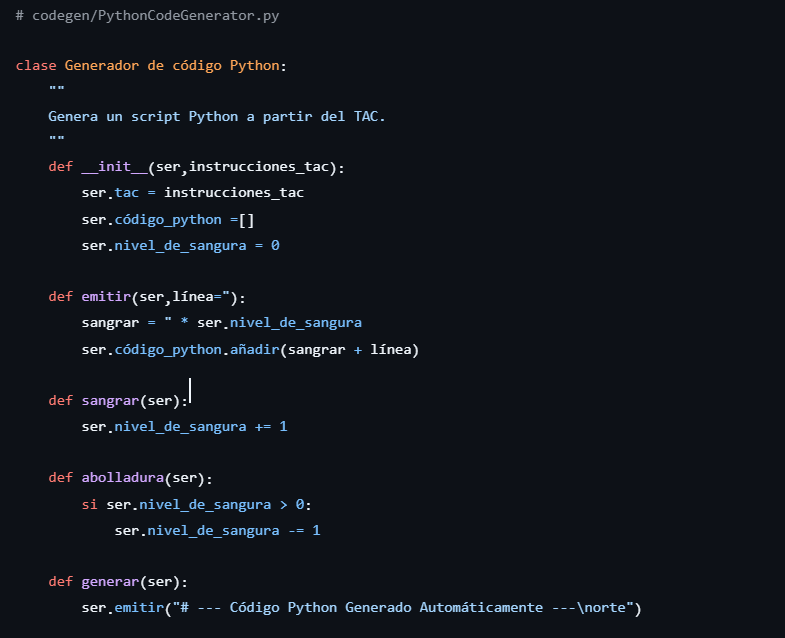 # codegen/PythonCodeGenerator.py
clase Generador de código Python:
""
Genera un script Python a partir del TAC.
""
def __init__(ser,instrucciones_tac):
ser.tac = instrucciones_tac
ser.código_python =[]
ser.nivel_de_sangura = 0
def emitir(ser,línea="):
sangrar = " * ser.nivel_de_sangura
ser.código_python.añadir(sangrar + línea)
def sangrar(ser):
ser.nivel_de_sangura += 1
def abolladura(ser):
si ser.nivel_de_sangura > 0:
ser.nivel_de_sangura -= 1
def generar(ser):
ser.emitir("# --- Código Python Generado Automáticamente ---\norte")